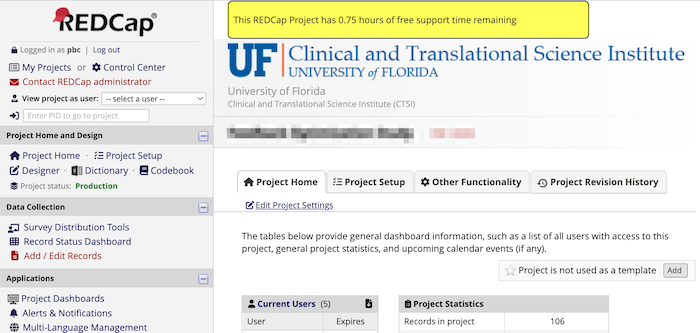 REDCap®
Logged in as pbc | Log out
My Projects or Control Center
Contact REDCap administrator
View project as user: -- select a user --
Enter PID to go to project
Project Home and Design
Project Home · Project Setup
Designer · Dictionary · Codebook
Project status: Production
Data Collection
Survey Distribution Tools
Record Status Dashboard
Add / Edit Records
Applications
Project Dashboards
Alerts & Notifications
Multi-Language Management
This REDCap Project has 0.75 hours of free support time remaining
UF Clinical and Translational Science Institute
UNIVERSITY of FLORIDA
University of Florida
Clinical and Translational Science Institute (CTSI)
Project Home Project Setup Other Functionality Project Revision History
Edit Project Settings
The tables below provide general dashboard information, such as a list of all users with access to this
project, general project statistics, and upcoming calendar events (if any).
Project is not used as a template Add
Current Users (5)
User Expires
Project Statistics
Records in project 106